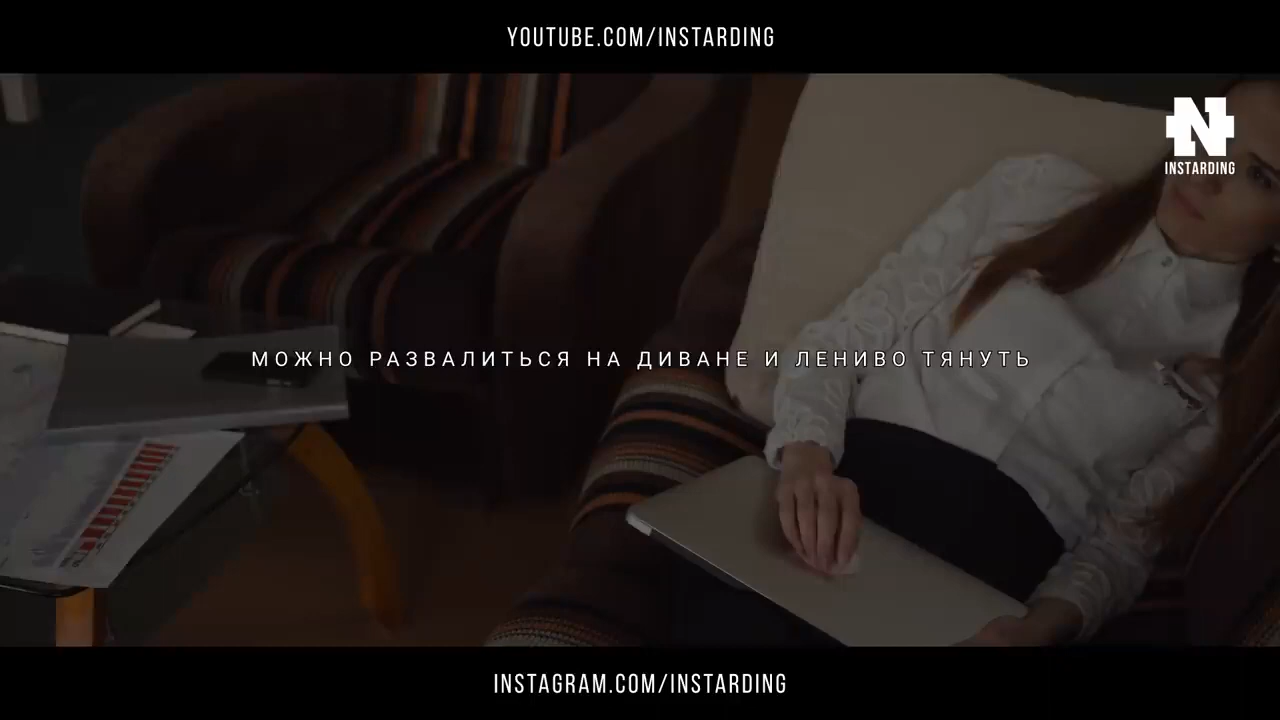 YOUTUBE.COM/INSTARDING
N
INSTARDING
МОЖНО РАЗВАЛИТЬСЯ НА ДИВАНЕ И ЛЕНИВО ТЯНУТЬ
INSTAGRAM.COM/INSTARDING